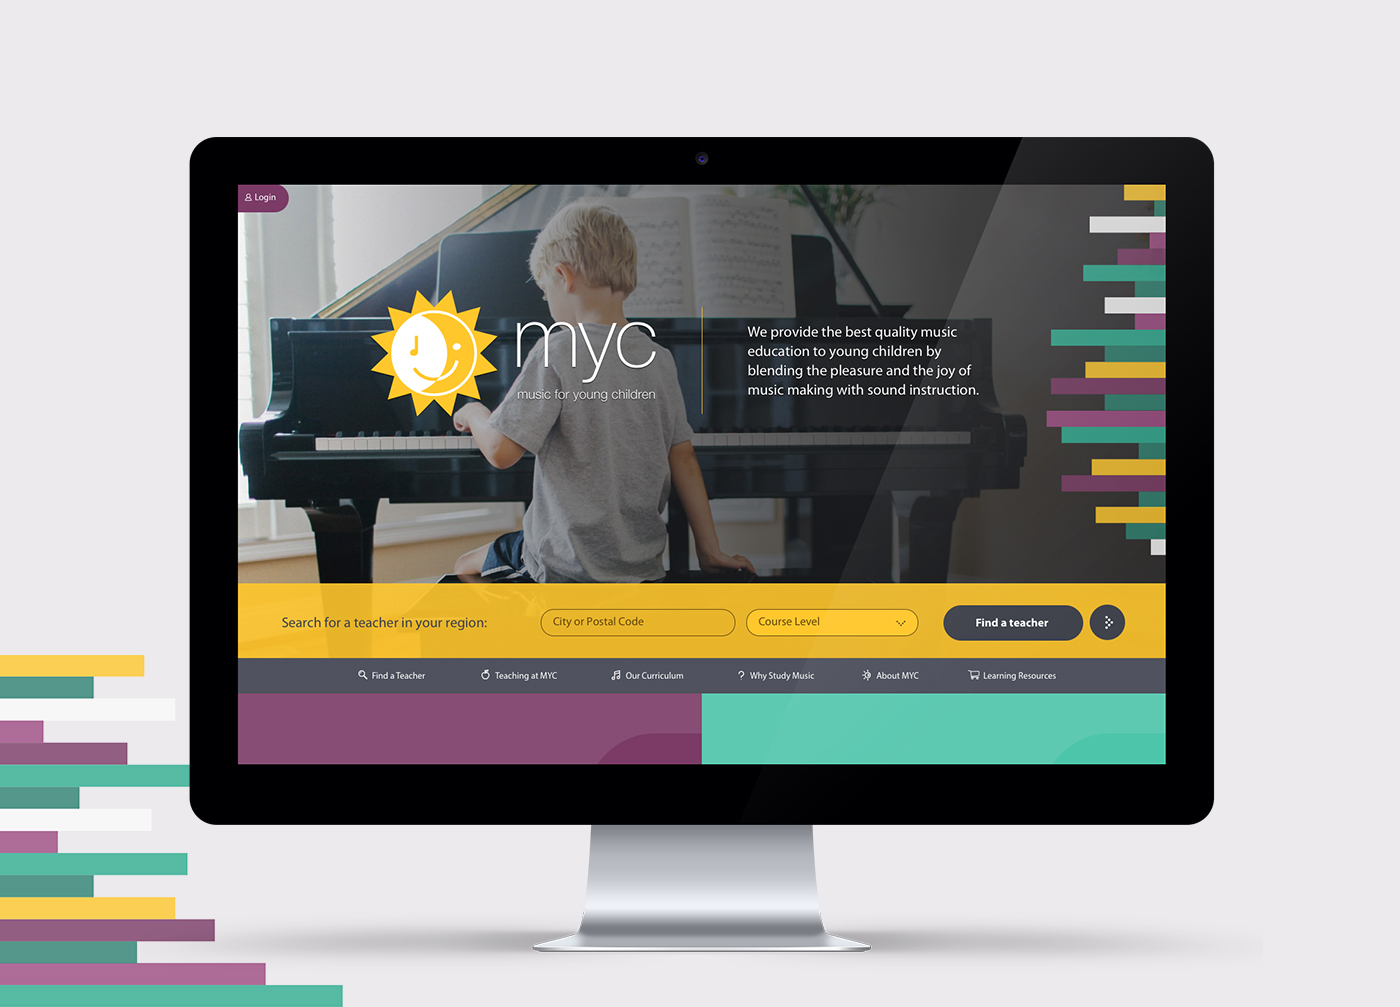 Login
myc
music for young children
We provide the best quality music
education to young children by
blending the pleasure and the joy of
music making with sound instruction.
Search for a teacher in your region:
City or Postal Code
Course Level
Find a teacher
Find a Teacher
Teaching at MYC
Our Curriculum
Why Study Music
About MYC
Learning Resources